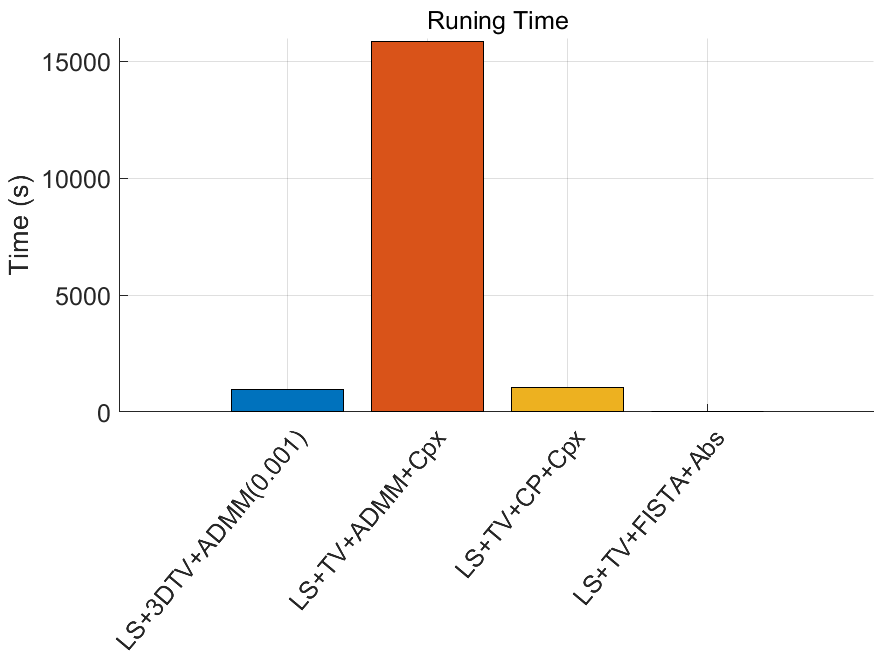 Runing Time
Time (s)
15000
10000
5000
0
LS+3DTV+ADMM(0.001)
LS+TV+ADMM+Cpx
LS+TV+CP+Cpx
LS+TV+FISTA+Abs